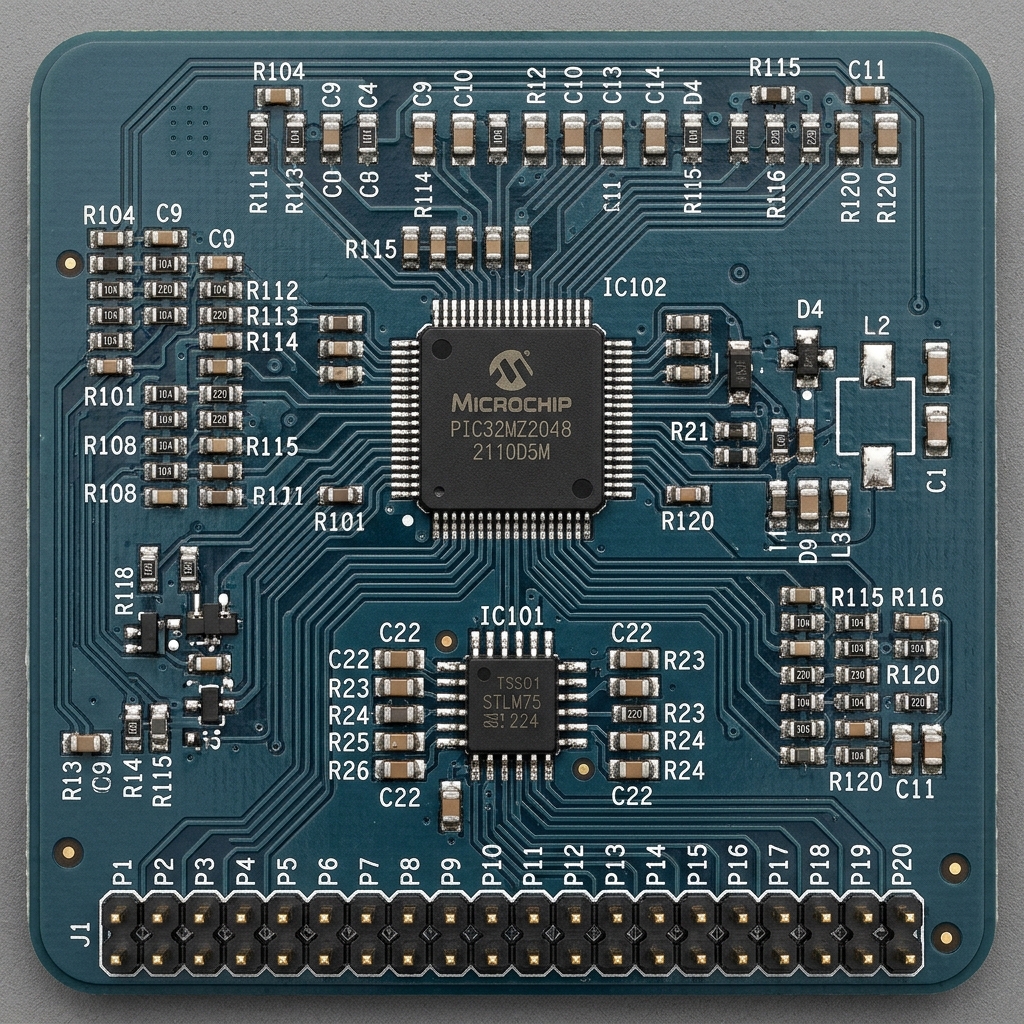 R104
C9
C4
C9
C10
R12
C10
C13
C14
D4
R115
C11
R111
R113
C0
C8
R114
R115
R116
R120
R120
R104
C9
C0
R115
IC102
R112
R113
R114
D4
L2
MICROCHIP
PIC32MZ2048
2110D5M
R101
R108
R115
R108
R101
R21
C1
R120
D9
L3
R118
IC101
C22
C22
C22
R23
R23
R24
R23
R25
R24
R26
R24
C22
C22
TSS01
STLM75
224
R115
R116
R120
R120
C11
R13
C9
R14
R115
P1
P2
P3
P4
P5
P6
P7
P8
P9
P10
P11
P12
P13
P14
P15
P16
P17
P18
P19
P20
J1